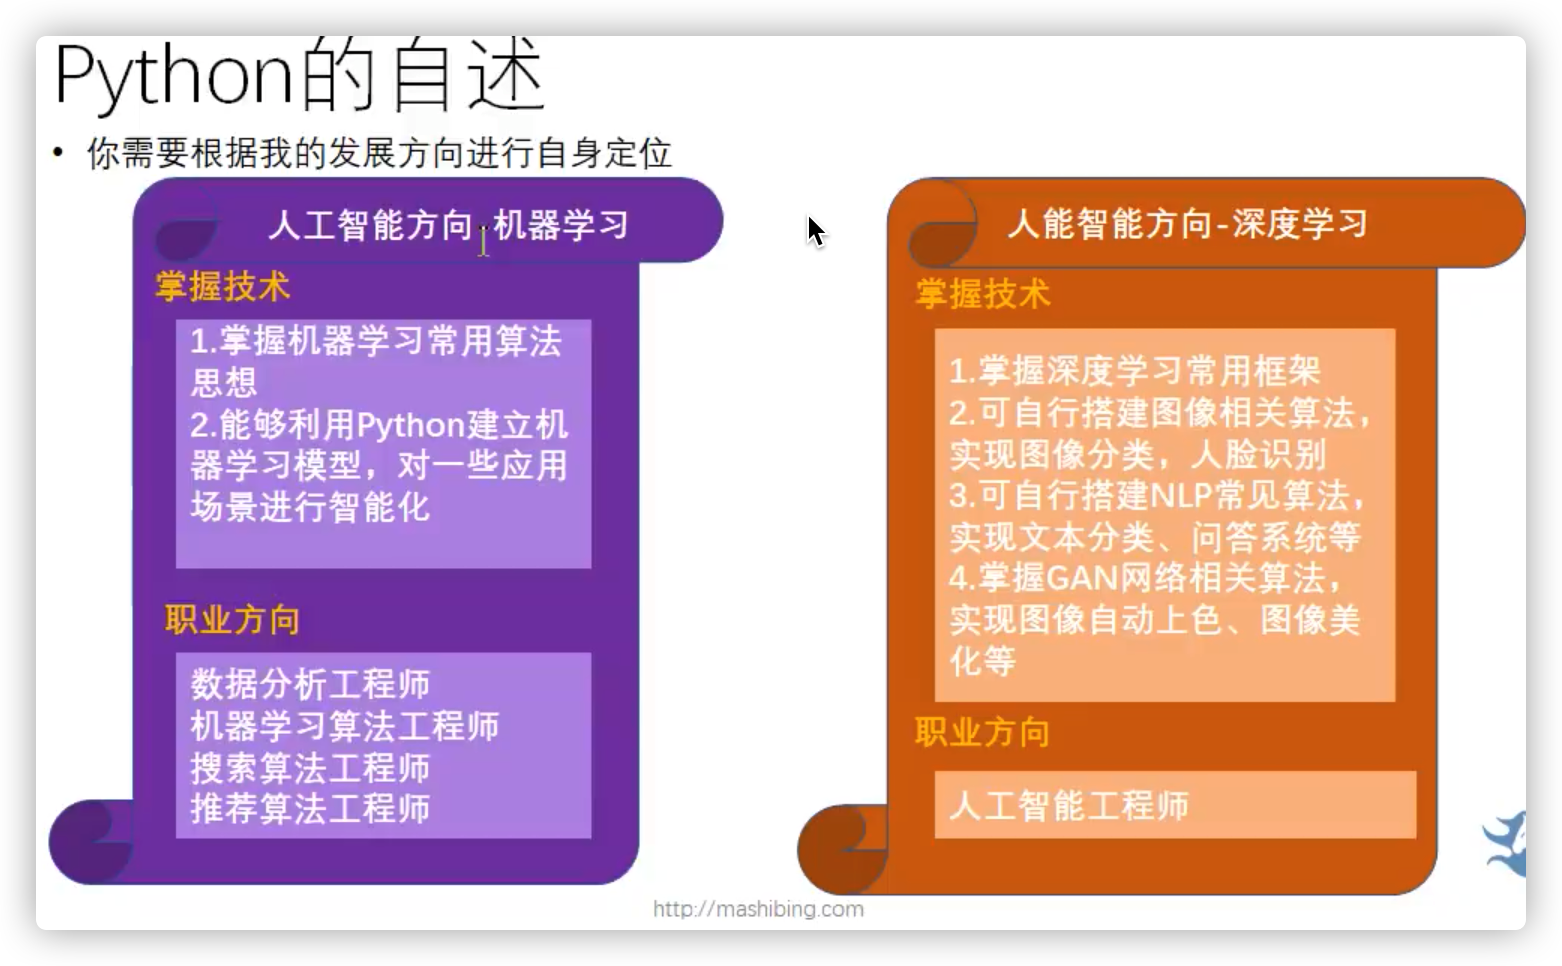 Python的自述
• 你需要根据我的发展方向进行自身定位
人工智能方向-机器学习
掌握技术
1.掌握机器学习常用算法
思想
2.能够利用Python建立机
器学习模型，对一些应用
场景进行智能化
职业方向
数据分析工程师
机器学习算法工程师
搜索算法工程师
推荐算法工程师
人能智能方向-深度学习
掌握技术
1.掌握深度学习常用框架
2.可自行搭建图像相关算法，
实现图像分类，人脸识别
3.可自行搭建NLP常见算法，
实现文本分类、问答系统等
4.掌握GAN网络相关算法，
实现图像自动上色、图像美
化等
职业方向
人工智能工程师
http://mashibing.com